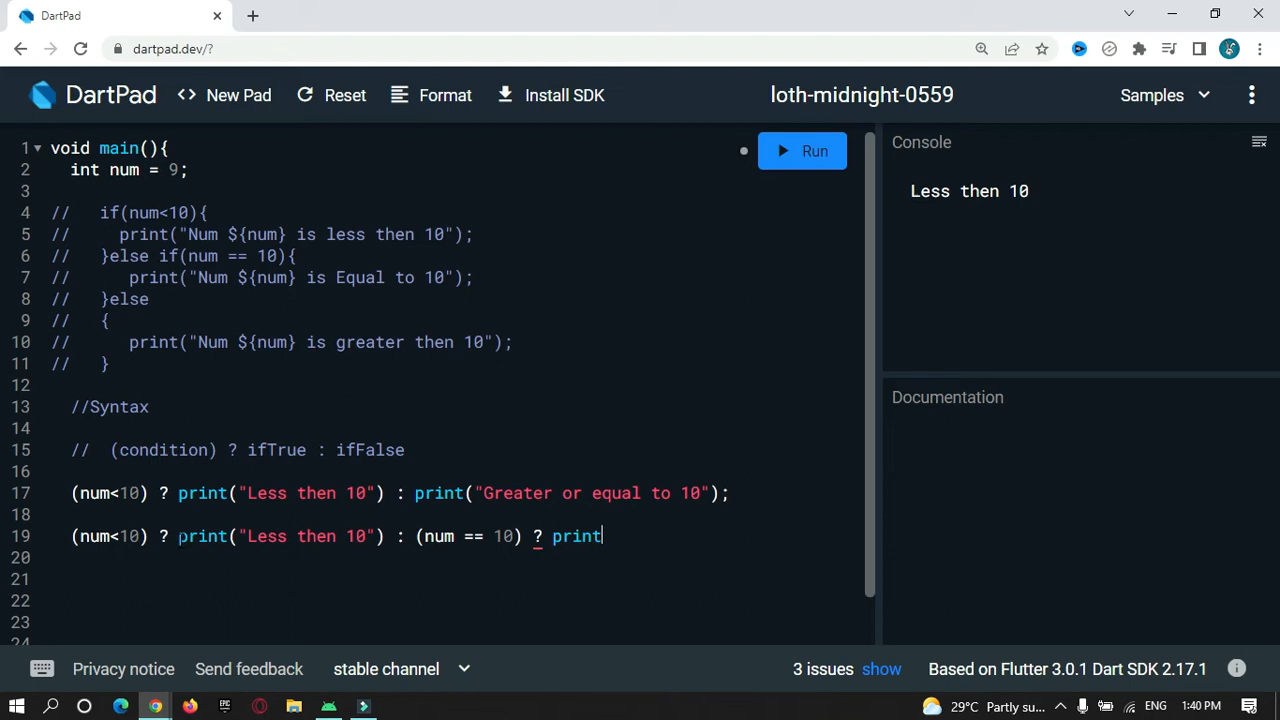 DartPad
dartpad.dev/?
DartPad
<> New Pad
Reset
Format
Install SDK
loth-midnight-0559
Samples
Run
1 void main(){
2 int num = 9;
3
4 // if(num<10){
5 // print("Num ${num} is less then 10");
6 // }else if(num == 10){
7 // print("Num ${num} is Equal to 10");
8 // }else
9 // {
10 // print("Num ${num} is greater then 10");
11 // }
12
13 //Syntax
14
15 // (condition) ? ifTrue : ifFalse
16
17 (num<10) ? print("Less then 10") : print("Greater or equal to 10");
18
19 (num<10) ? print("Less then 10") : (num == 10) ? print
20
21
22
23
24
Console
Less then 10
Documentation
Privacy notice
Send feedback
stable channel
3 issues show
Based on Flutter 3.0.1 Dart SDK 2.17.1
EPIC
29°C Partly su...
ENG
1:40 PM